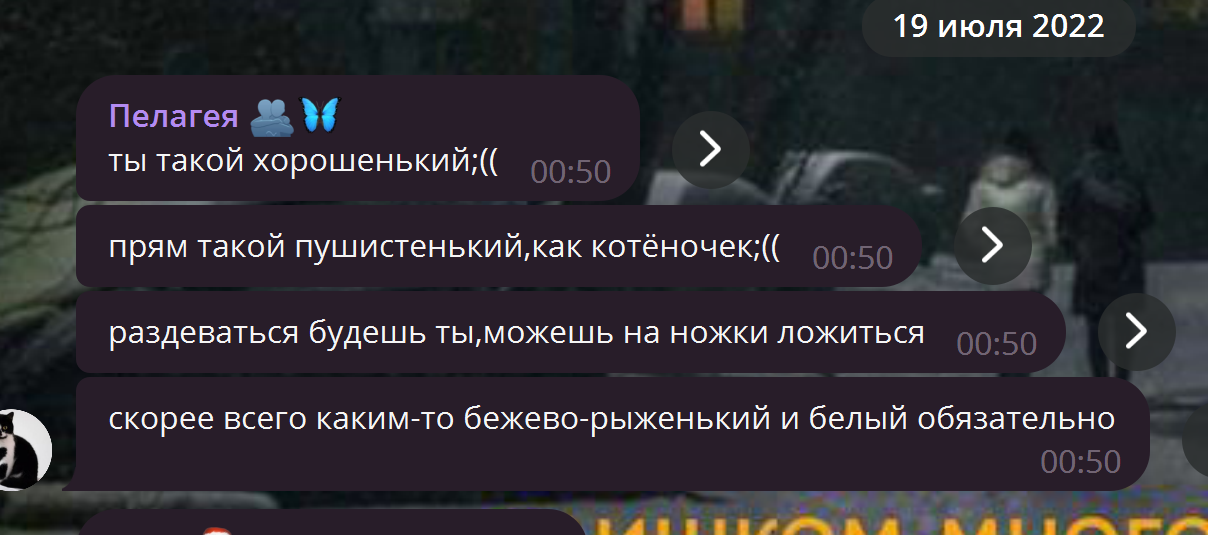 19 июля 2022
Пелагея 🫂🦋
ты такой хорошенький;((
00:50
прям такой пушистенький,как котёночек;((
00:50
раздеваться будешь ты,можешь на ножки ложиться
00:50
скорее всего каким-то бежево-рыженький и белый обязательно
00:50